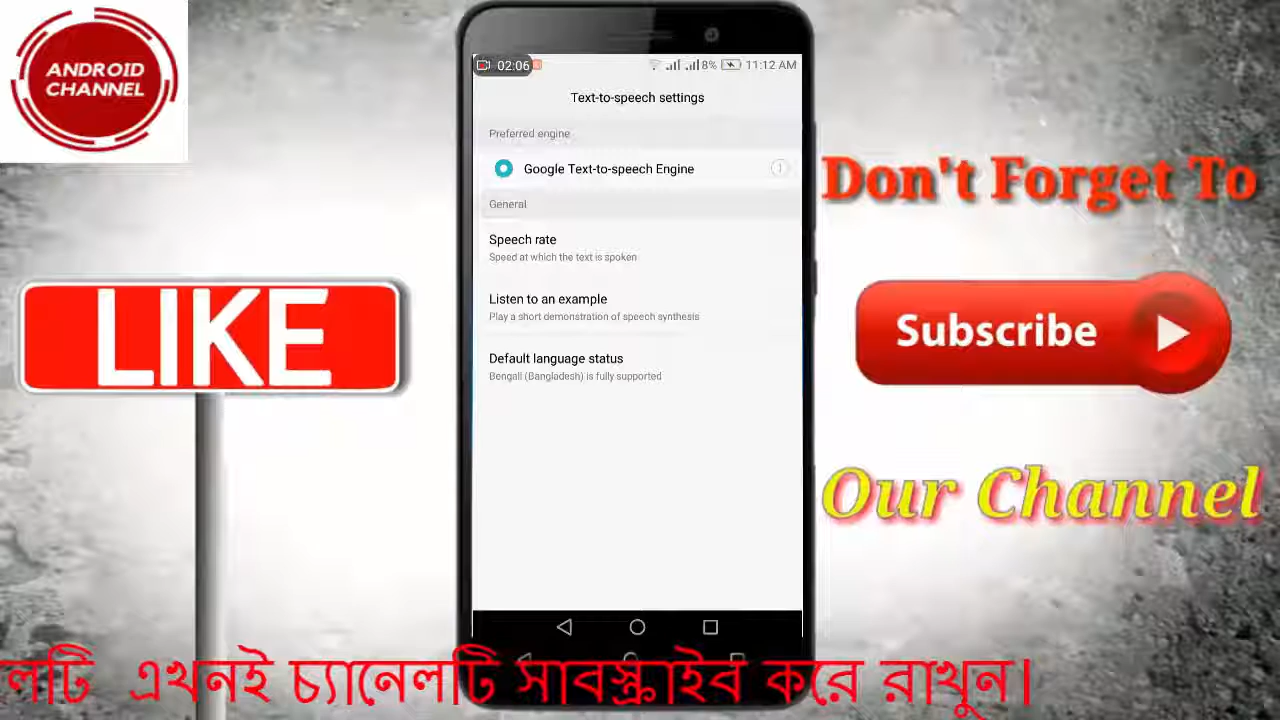 ANDROID
CHANNEL
02:06
8%
11:12 AM
Text-to-speech settings
Preferred engine
Google Text-to-speech Engine
General
Speech rate
Speed at which the text is spoken
Listen to an example
Play a short demonstration of speech synthesis
Default language status
Bengali (Bangladesh) is fully supported
LIKE
Don't Forget To
Subscribe
Our Channel
লটি এখনই চ্যানেলটি সাবস্ক্রাইব করে রাখুন।